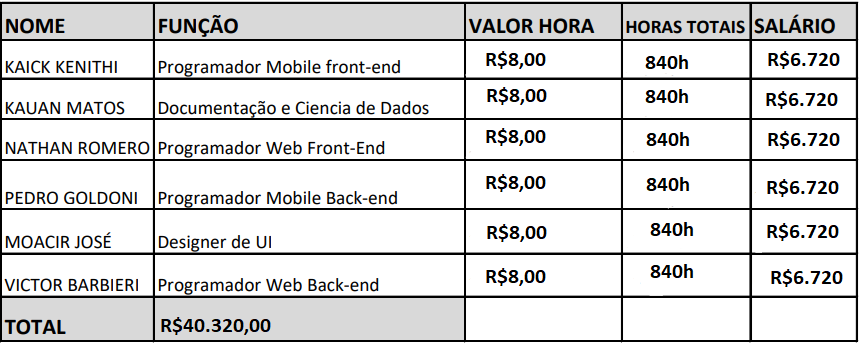 NOME FUNÇÃO VALOR HORA HORAS TOTAIS SALÁRIO
KAICK KENITHI Programador Mobile front-end R$8,00 840h R$6.720
KAUAN MATOS Documentação e Ciencia de Dados R$8,00 840h R$6.720
NATHAN ROMERO Programador Web Front-End R$8,00 840h R$6.720
PEDRO GOLDONI Programador Mobile Back-end R$8,00 840h R$6.720
MOACIR JOSÉ Designer de UI R$8,00 840h R$6.720
VICTOR BARBIERI Programador Web Back-end R$8,00 840h R$6.720
TOTAL R$40.320,00